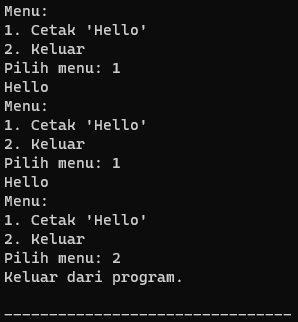 Menu:
1. Cetak 'Hello'
2. Keluar
Pilih menu: 1
Hello
Menu:
1. Cetak 'Hello'
2. Keluar
Pilih menu: 1
Hello
Menu:
1. Cetak 'Hello'
2. Keluar
Pilih menu: 2
Keluar dari program.
--------------------------------